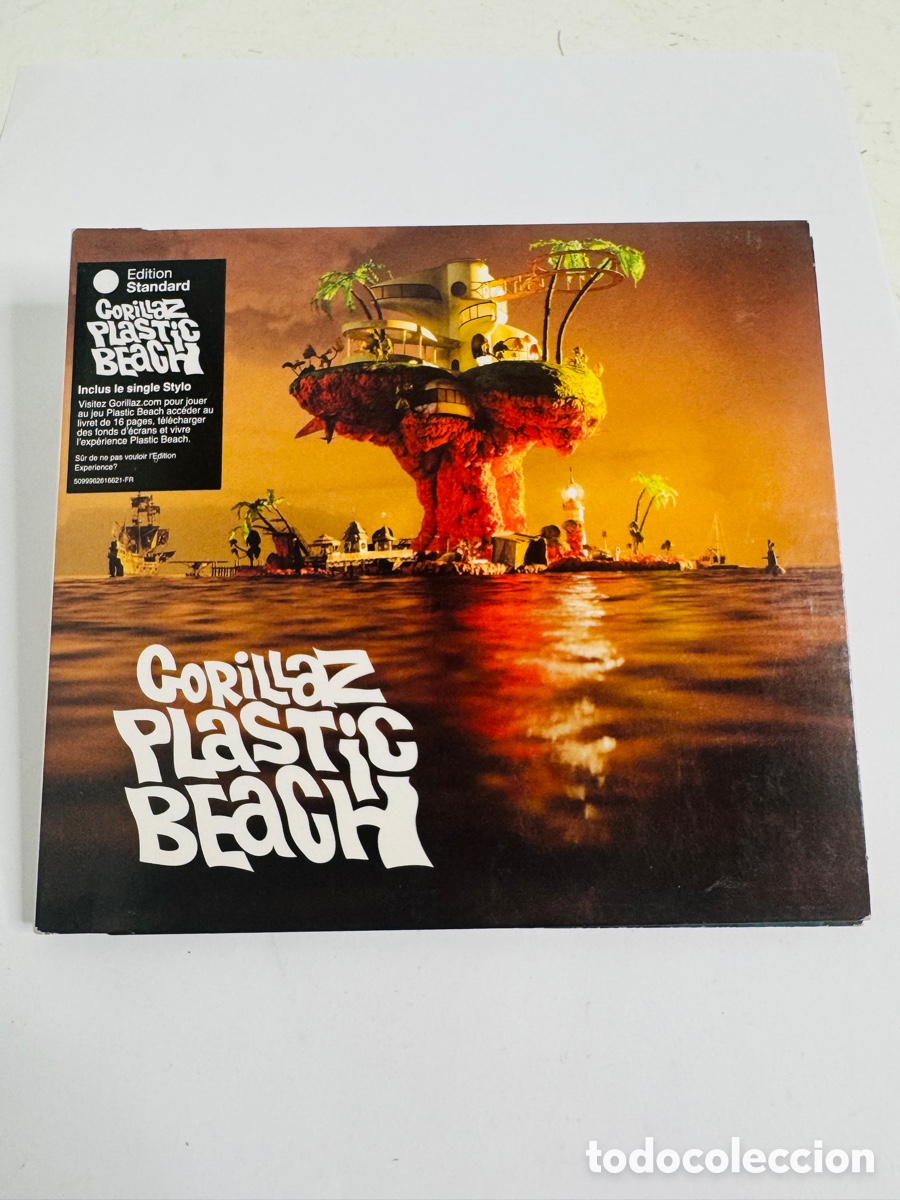 Edition
Standard
GORILLAZ
PLASTIC
BEACH
Inclus le single Stylo
Visitez Gorillaz.com pour jouer
au jeu Plastic Beach accéder au
livret de 16 pages, télécharger
des fonds d'écrans et vivre
l'expérience Plastic Beach.
Sûr de ne pas vouloir l'Edition
Experience?
5099962616621-FR
GORILLAZ
PLASTIC
BEACH
todocoleccion